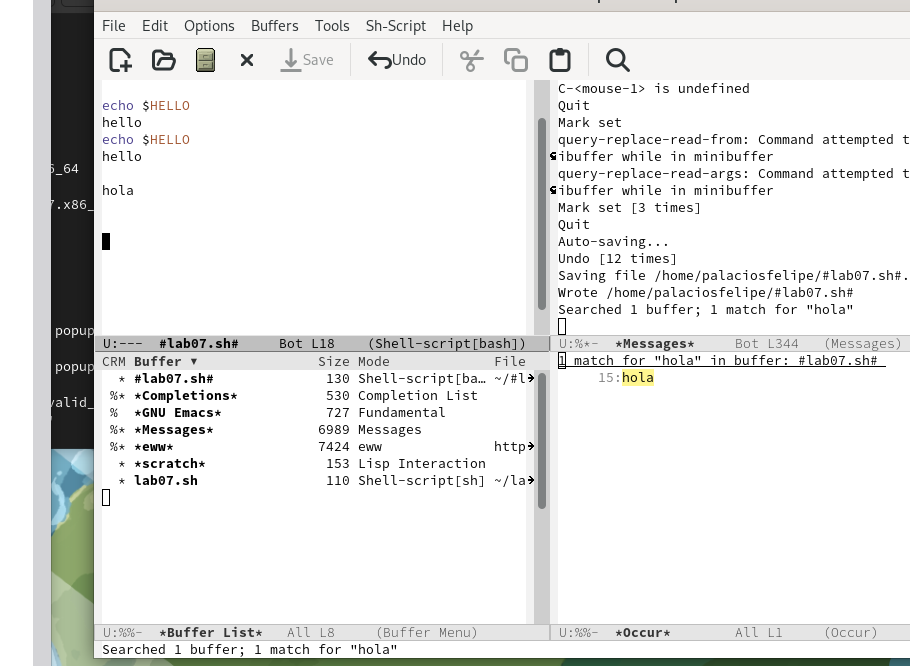 File Edit Options Buffers Tools Sh-Script Help
Save Undo
6_64
7.x86_
popup
popup
valid_
echo $HELLO
hello
echo $HELLO
hello
hola
U:--- #lab07.sh# Bot L18 (Shell-script[bash])
C-<mouse-1> is undefined
Quit
Mark set
query-replace-read-from: Command attempted t
ibuffer while in minibuffer
query-replace-read-args: Command attempted t
ibuffer while in minibuffer
Mark set [3 times]
Quit
Auto-saving...
Undo [12 times]
Saving file /home/palaciosfelipe/#lab07.sh#.
Wrote /home/palaciosfelipe/#lab07.sh#
Searched 1 buffer; 1 match for "hola"
U:%*- *Messages* Bot L344 (Messages)
CRM Buffer ▼ Size Mode File
* #lab07.sh# 130 Shell-script[ba… ~/#l
%* *Completions* 530 Completion List
% *GNU Emacs* 727 Fundamental
%* *Messages* 6989 Messages
%* *eww* 7424 eww http
* *scratch* 153 Lisp Interaction
* lab07.sh 110 Shell-script[sh] ~/la
U:%%- *Buffer List* All L8 (Buffer Menu)
1 match for "hola" in buffer: #lab07.sh#
15:hola
U:%%- *Occur* All L1 (Occur)
Searched 1 buffer; 1 match for "hola"